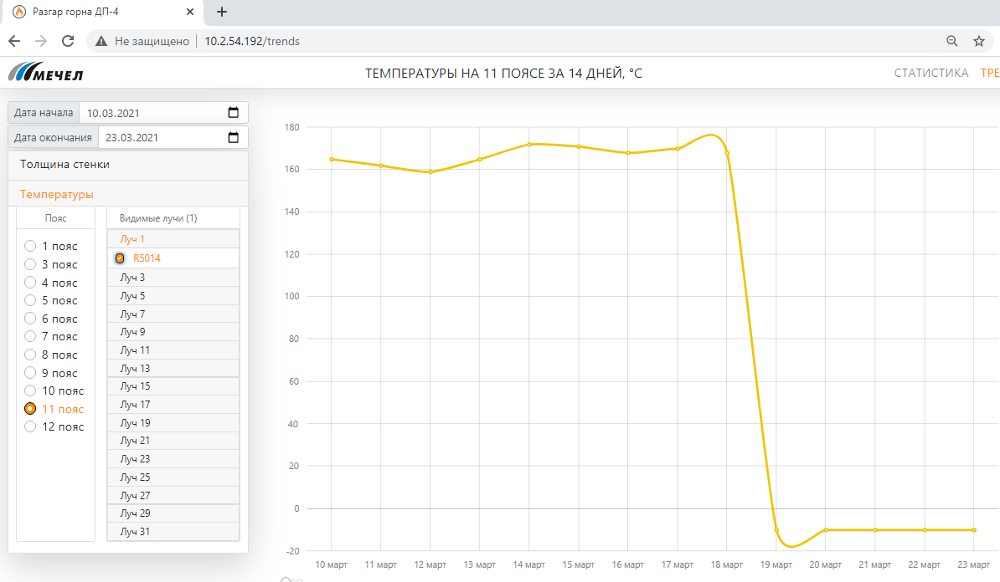 Разгар горна ДП-4
Не защищено
10.2.54.192/trends
МЕЧЕЛ
ТЕМПЕРАТУРЫ НА 11 ПОЯСЕ ЗА 14 ДНЕЙ, °C
СТАТИСТИКА
ТРЕ
Дата начала 10.03.2021
Дата окончания 23.03.2021
Толщина стенки
Температуры
Пояс
1 пояс
3 пояс
4 пояс
5 пояс
6 пояс
7 пояс
8 пояс
9 пояс
10 пояс
11 пояс
12 пояс
Видимые лучи (1)
Луч 1
R5014
Луч 3
Луч 5
Луч 7
Луч 9
Луч 11
Луч 13
Луч 15
Луч 17
Луч 19
Луч 21
Луч 23
Луч 25
Луч 27
Луч 29
Луч 31
180
160
140
120
100
80
60
40
20
0
-20
10 март 11 март 12 март 13 март 14 март 15 март 16 март 17 март 18 март 19 март 20 март 21 март 22 март 23 март